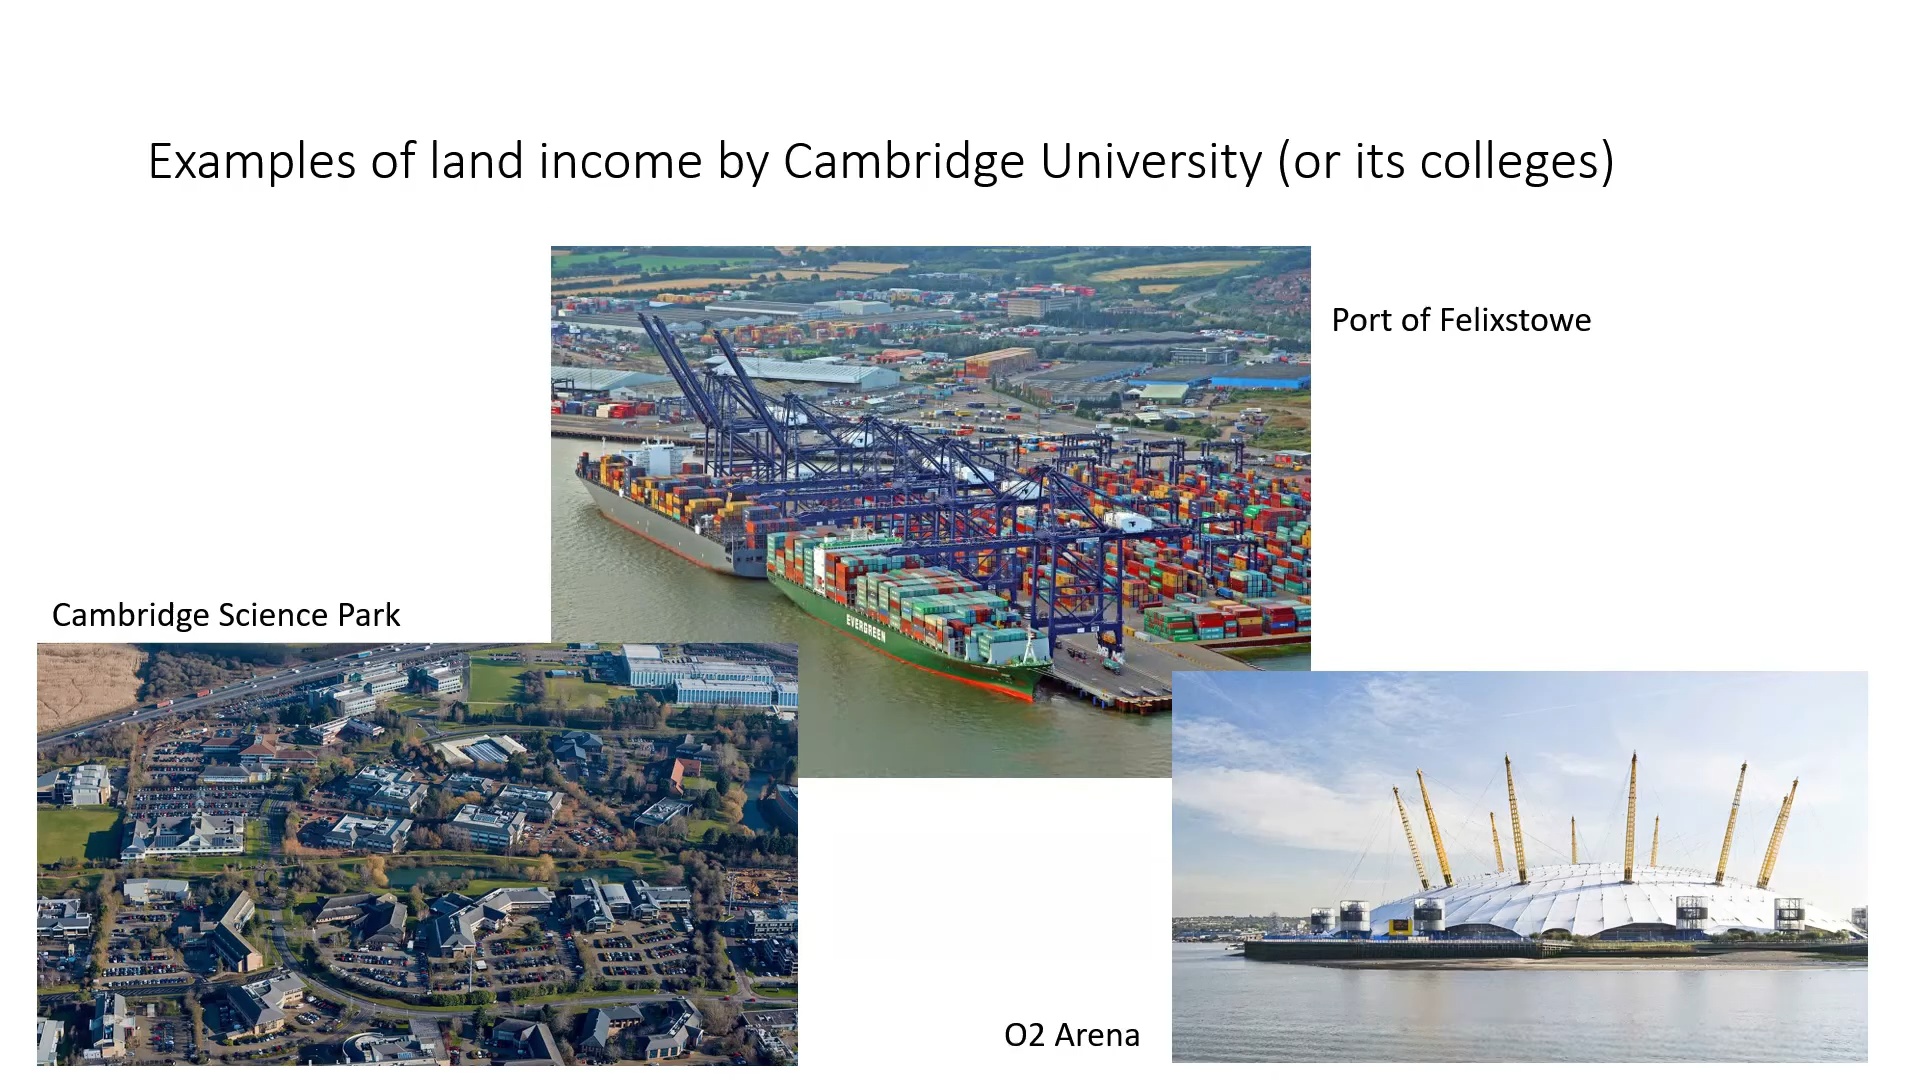 Examples of land income by Cambridge University (or its colleges)
Port of Felixstowe
EVERGREEN
Cambridge Science Park
O2 Arena